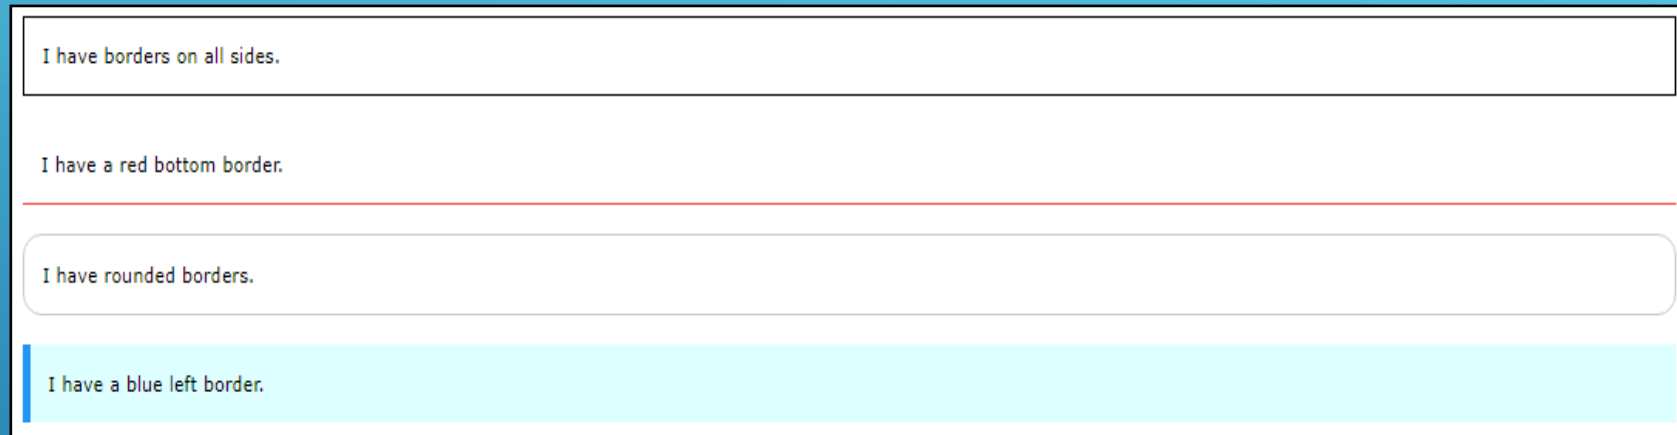 I have borders on all sides.
I have a red bottom border.
I have rounded borders.
I have a blue left border.